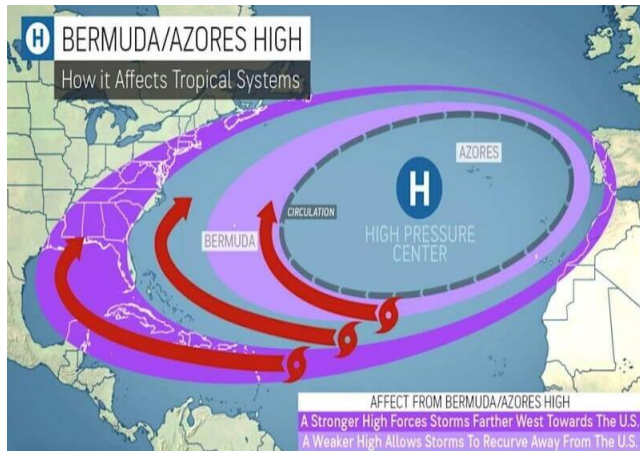 H BERMUDA/AZORES HIGH
How it Affects Tropical Systems
AZORES
H
CIRCULATION
BERMUDA
HIGH PRESSURE
CENTER
AFFECT FROM BERMUDA/AZORES HIGH
A Stronger High Forces Storms Farther West Towards The U.S.
A Weaker High Allows Storms To Recurve Away From The U.S.